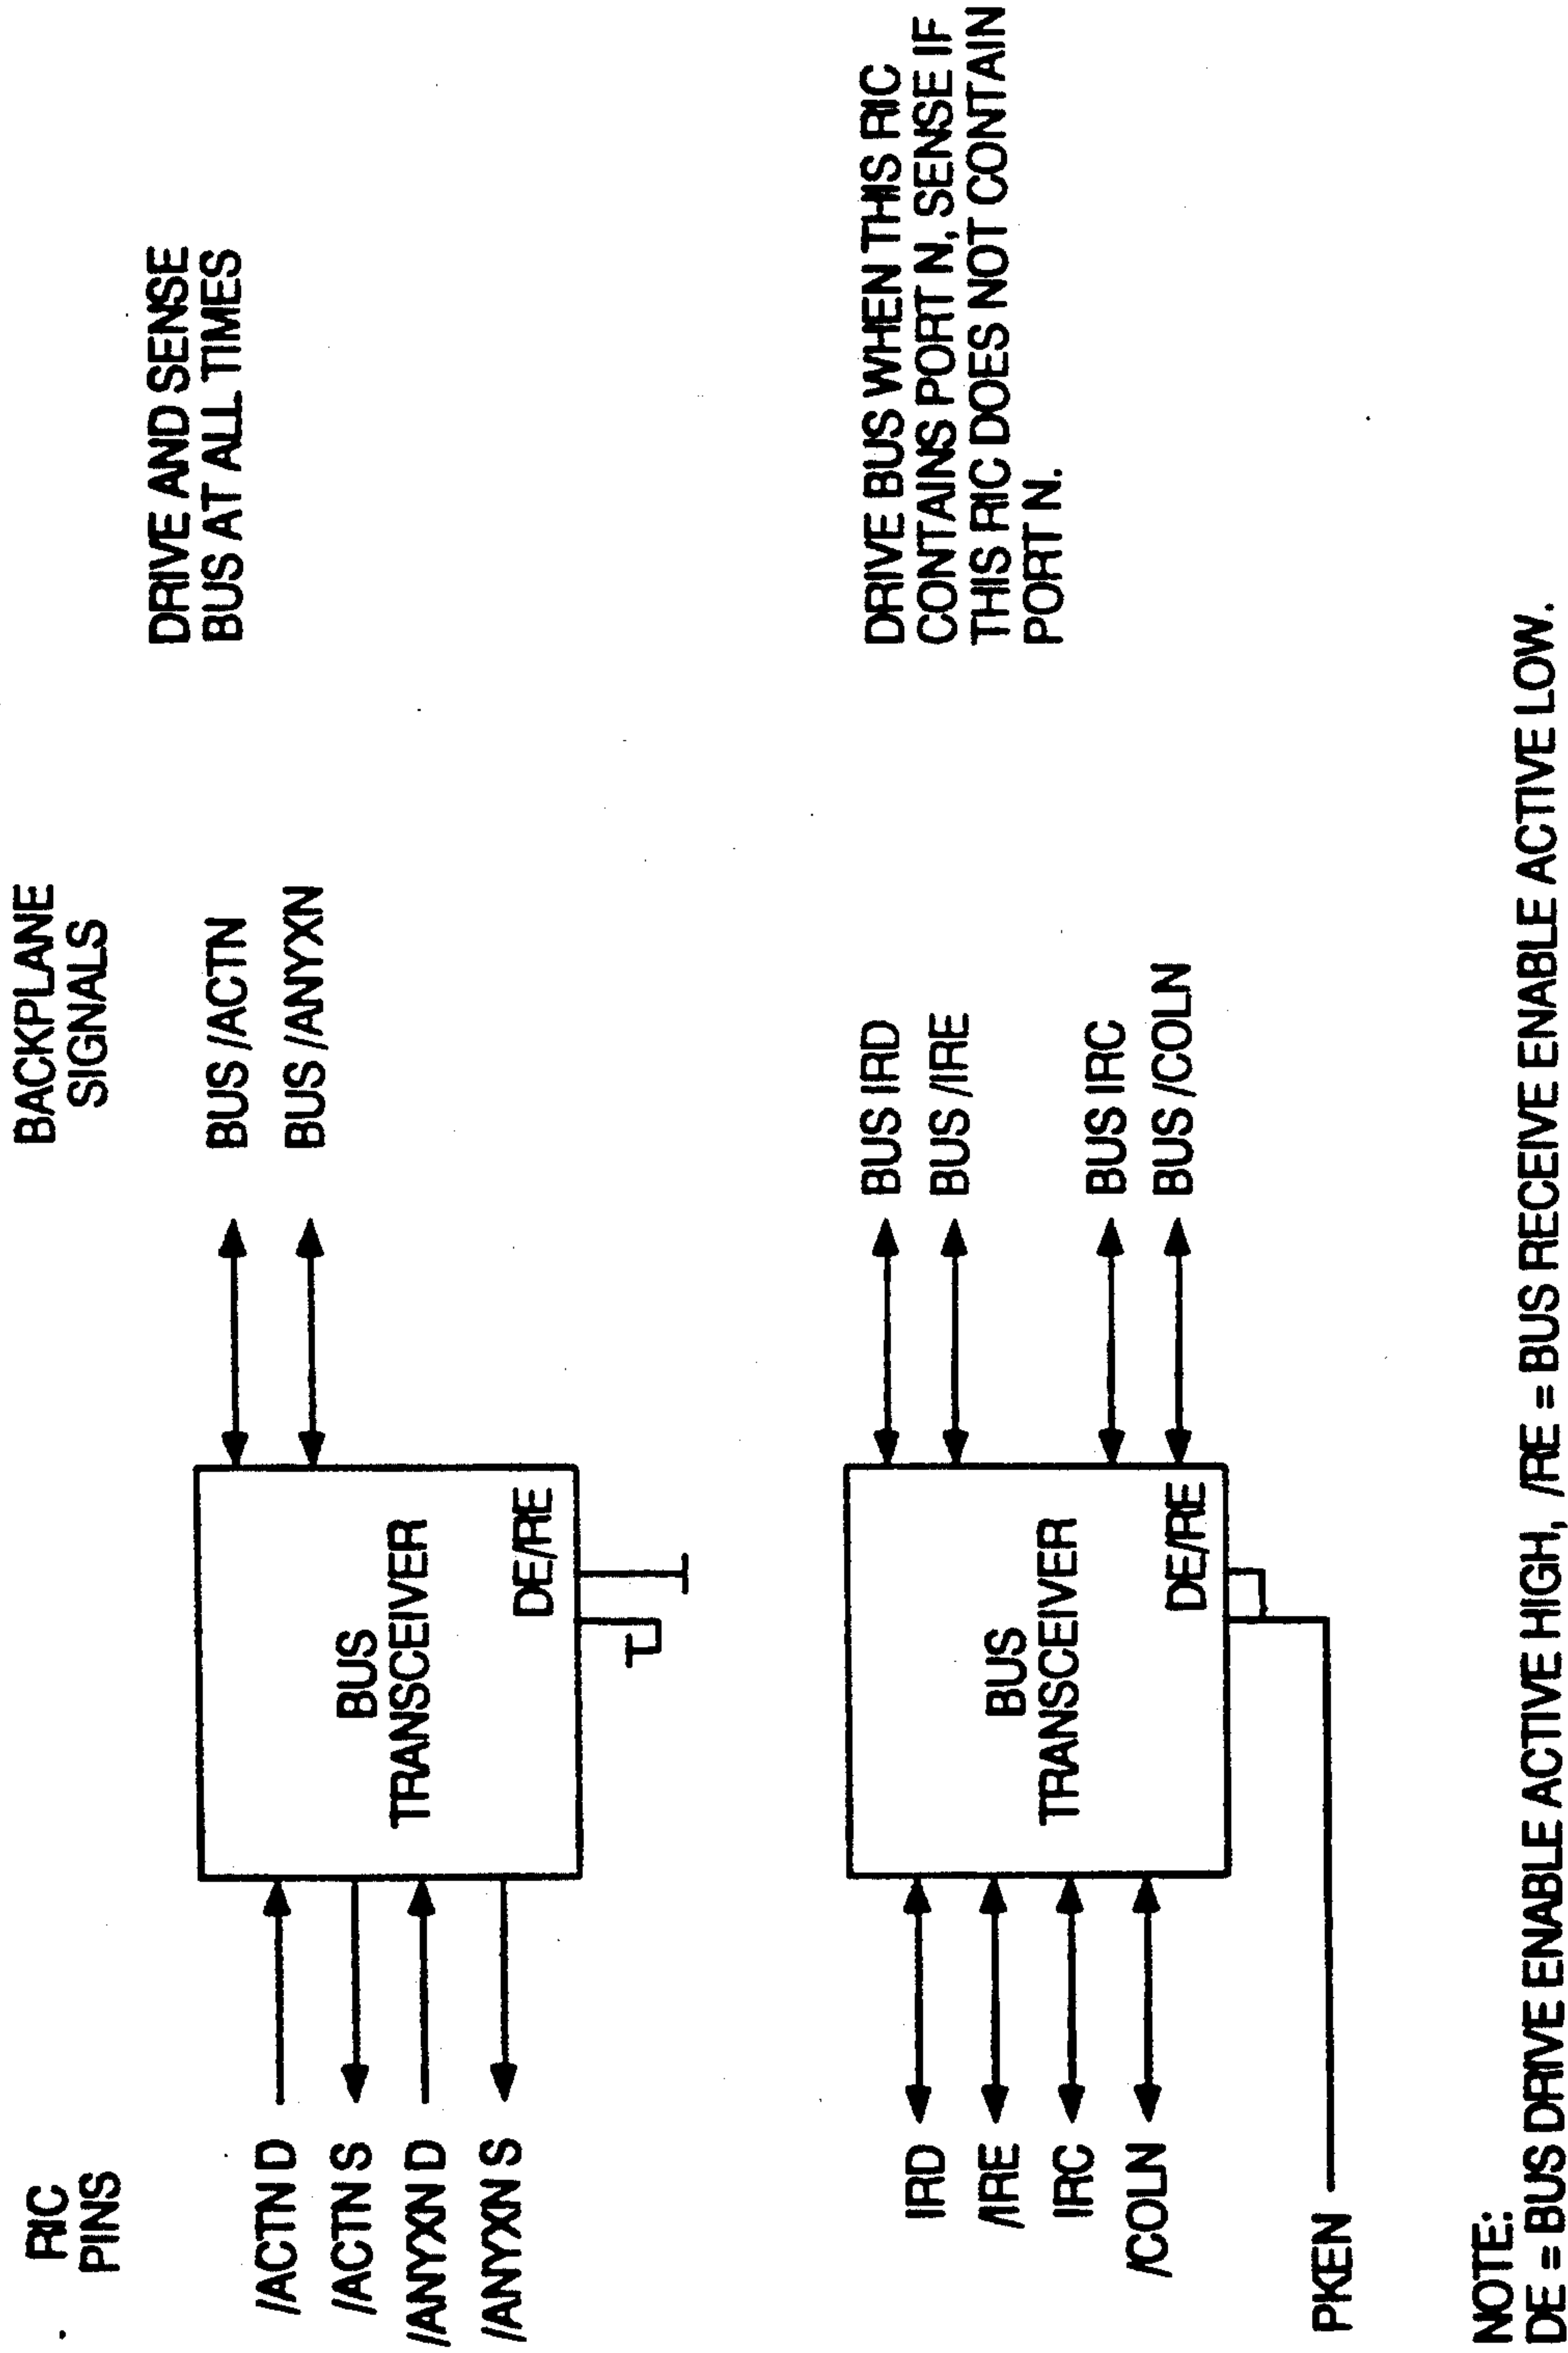 RIC
PINS
BACKPLANE
SIGNALS
/ACTN D
/ACTN S
/ANYXN D
/ANYXN S
BUS
TRANSCEIVER
DE/RE
BUS /ACTN
BUS /ANYXN
DRIVE AND SENSE
BUS AT ALL TIMES
IRD
/IRE
IRC
/COLN
PKEN
BUS
TRANSCEIVER
DE/RE
BUS IRD
BUS /IRE
BUS IRC
BUS /COLN
DRIVE BUS WHEN THIS RIC
CONTAINS PORT N, SENSE IF
THIS RIC DOES NOT CONTAIN
PORT N.
NOTE:
DE = BUS DRIVE ENABLE ACTIVE HIGH, /RE = BUS RECEIVE ENABLE ACTIVE LOW.